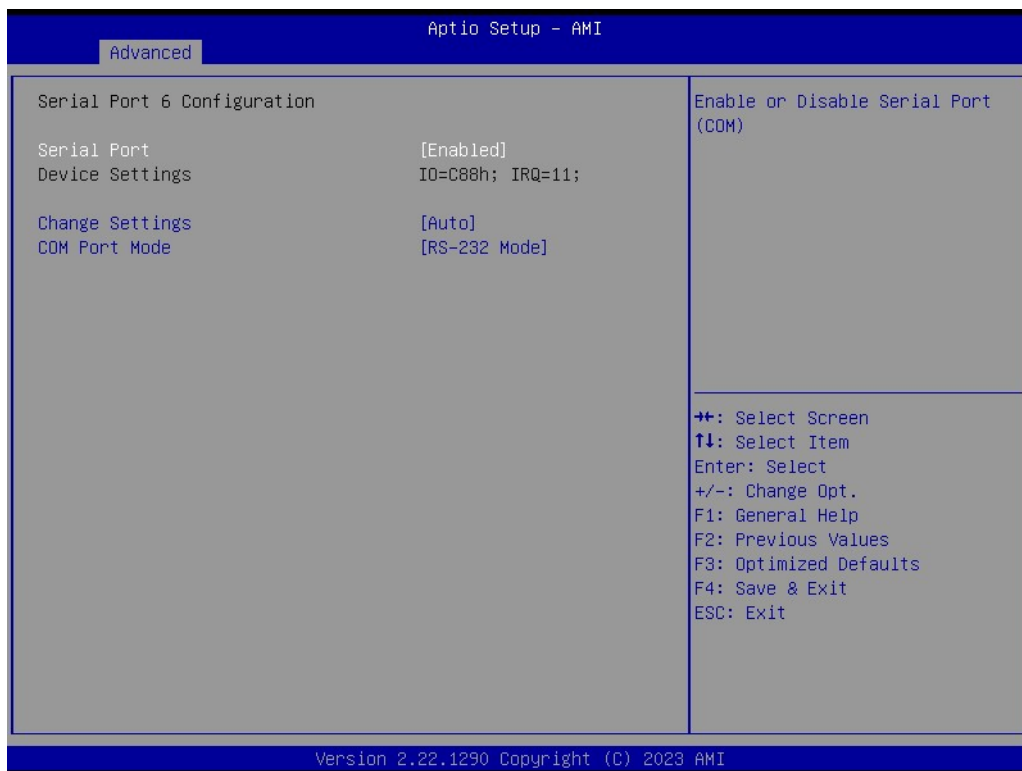 Aptio Setup – AMI
Advanced
Serial Port 6 Configuration
Serial Port [Enabled]
Device Settings IO=C88h; IRQ=11;
Change Settings [Auto]
COM Port Mode [RS-232 Mode]
Enable or Disable Serial Port
(COM)
→←: Select Screen
↑↓: Select Item
Enter: Select
+/-: Change Opt.
F1: General Help
F2: Previous Values
F3: Optimized Defaults
F4: Save & Exit
ESC: Exit
Version 2.22.1290 Copyright (C) 2023 AMI